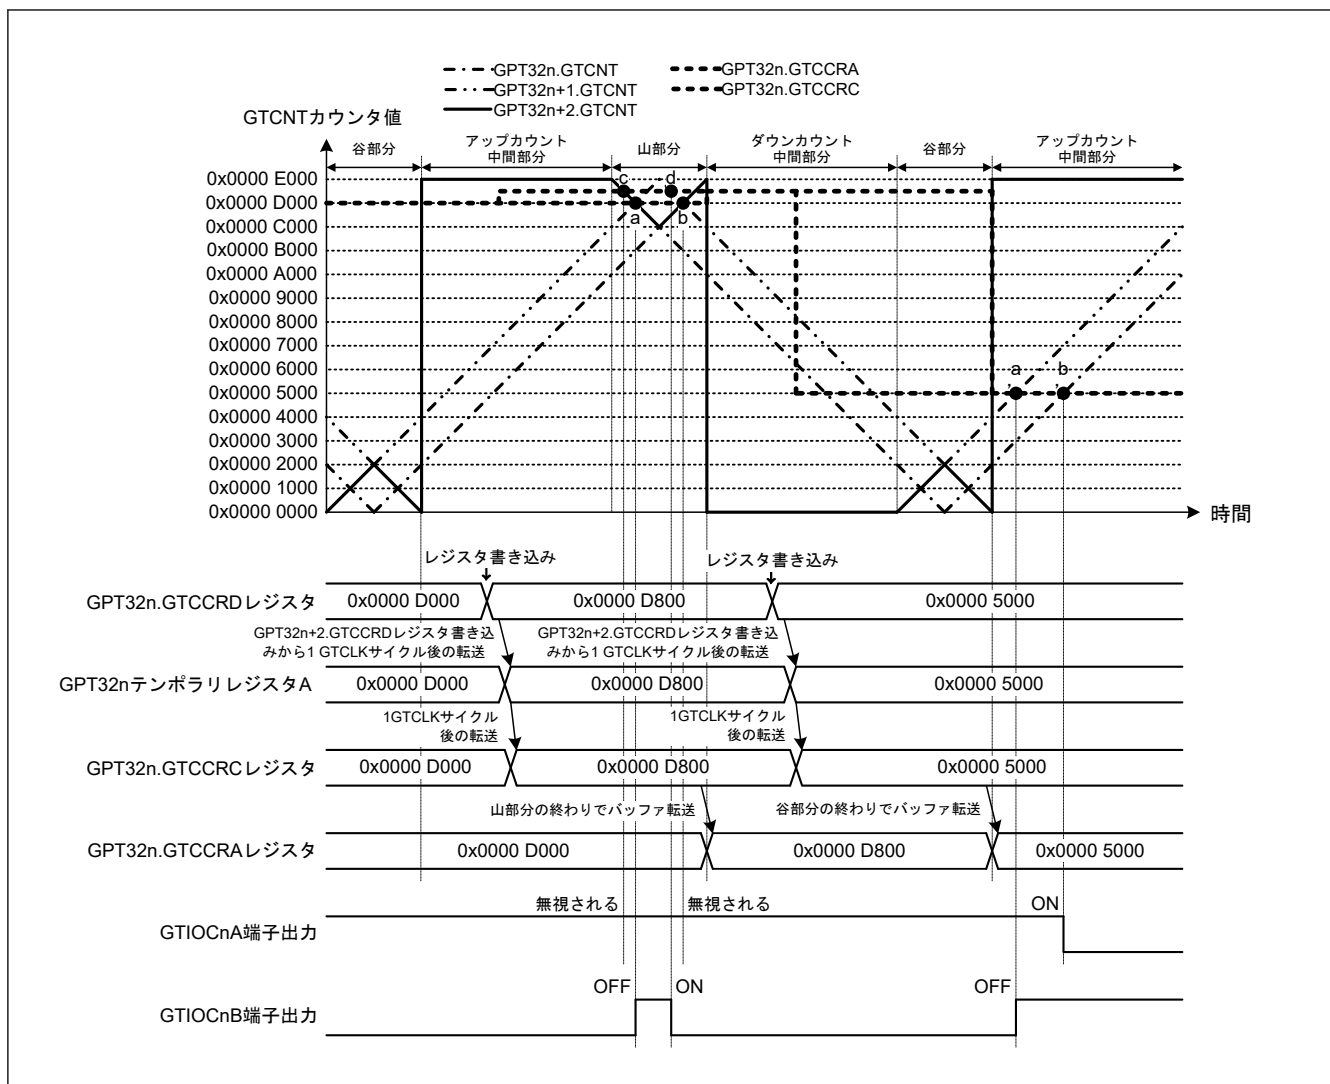 GPT32n.GTCNT
GPT32n+1.GTCNT
GPT32n+2.GTCNT
GPT32n.GTCCRA
GPT32n.GTCCRC
GTCNTカウンタ値
谷部分
アップカウント
中間部分
山部分
ダウンカウント
中間部分
谷部分
アップカウント
中間部分
0x0000 E000
0x0000 D000
0x0000 C000
0x0000 B000
0x0000 A000
0x0000 9000
0x0000 8000
0x0000 7000
0x0000 6000
0x0000 5000
0x0000 4000
0x0000 3000
0x0000 2000
0x0000 1000
0x0000 0000
c
d
a
b
a
b
時間
レジスタ書き込み
レジスタ書き込み
GPT32n.GTCCRDレジスタ
0x0000 D000
0x0000 D800
0x0000 5000
GPT32n+2.GTCCRDレジスタ書き込
みから1 GTCLKサイクル後の転送
GPT32n+2.GTCCRDレジスタ書き込
みから1 GTCLKサイクル後の転送
GPT32nテンポラリレジスタA
0x0000 D000
0x0000 D800
0x0000 5000
1GTCLKサイクル
後の転送
1GTCLKサイクル
後の転送
GPT32n.GTCCRCレジスタ
0x0000 D000
0x0000 D800
0x0000 5000
山部分の終わりでバッファ転送
谷部分の終わりでバッファ転送
GPT32n.GTCCRAレジスタ
0x0000 D000
0x0000 D800
0x0000 5000
無視される
無視される
ON
GTIOCnA端子出力
OFF
ON
OFF
GTIOCnB端子出力